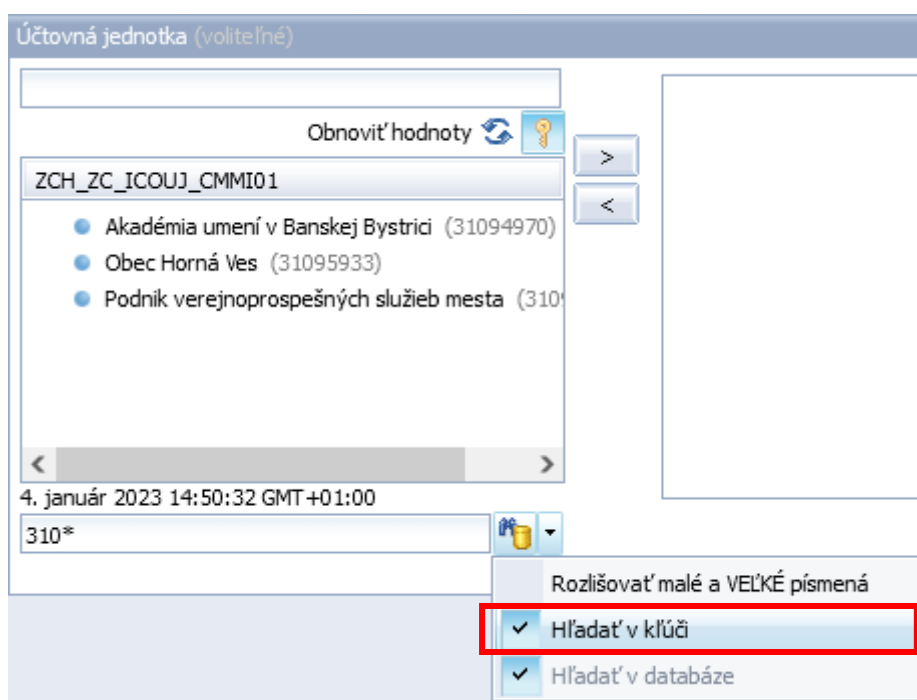 Účtovná jednotka (voliteľné)
Obnoviť hodnoty
>
<
ZCH_ZC_ICOUJ_CMMI01
Akadémia umení v Banskej Bystrici (31094970)
Obec Horná Ves (31095933)
Podnik verejnoprospešných služieb mesta (310
4. január 2023 14:50:32 GMT+01:00
310*
Rozlišovať malé a VEĽKÉ písmená
Hľadať v kľúči
Hľadať v databáze